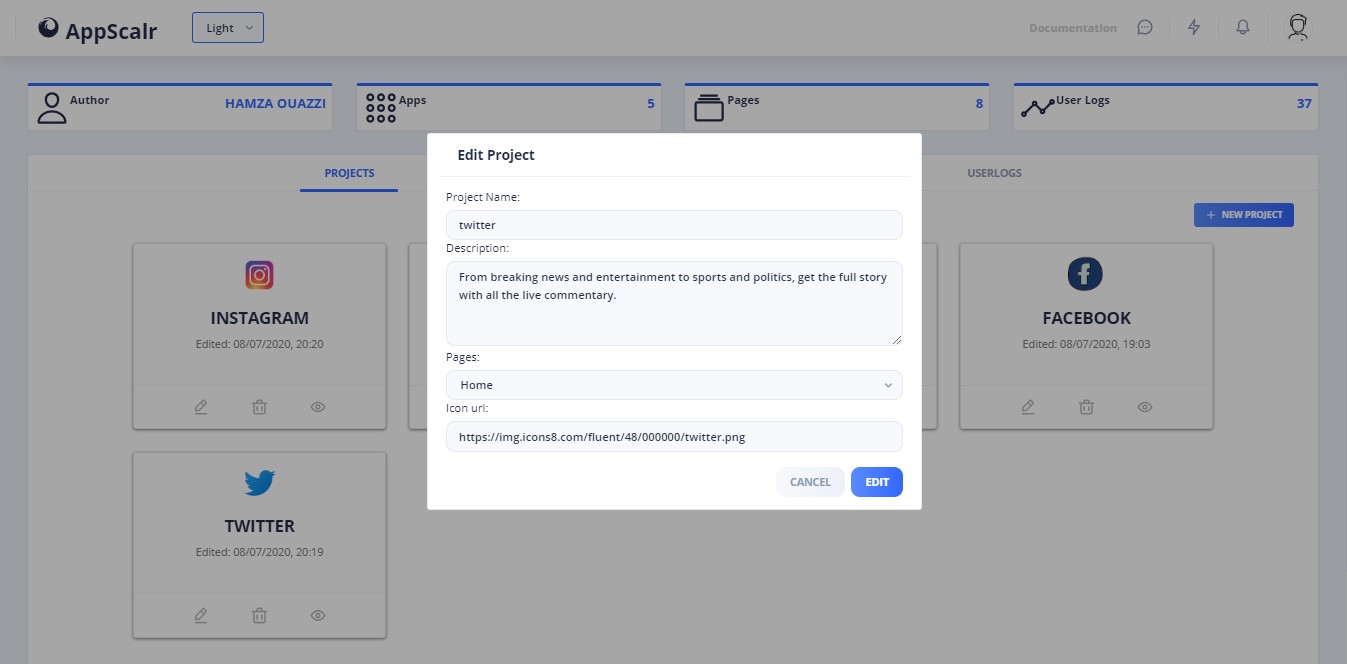 AppScalr
Light
Documentation
Author
HAMZA OUAZZI
Apps
5
Pages
8
User Logs
37
PROJECTS
USERLOGS
+ NEW PROJECT
INSTAGRAM
Edited: 08/07/2020, 20:20
FACEBOOK
Edited: 08/07/2020, 19:03
TWITTER
Edited: 08/07/2020, 20:19
Edit Project
Project Name:
twitter
Description:
From breaking news and entertainment to sports and politics, get the full story
with all the live commentary.
Pages:
Home
Icon url:
https://img.icons8.com/fluent/48/000000/twitter.png
CANCEL
EDIT